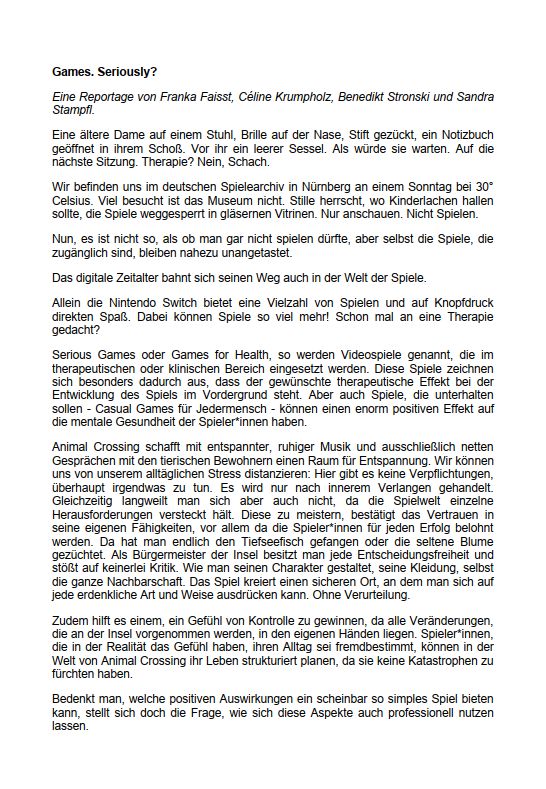 Games. Seriously?
Eine Reportage von Franka Faisst, Céline Krumpholz, Benedikt Stronski und Sandra
Stampfl.
Eine ältere Dame auf einem Stuhl, Brille auf der Nase, Stift gezückt, ein Notizbuch
geöffnet in ihrem Schoß. Vor ihr ein leerer Sessel. Als würde sie warten. Auf die
nächste Sitzung. Therapie? Nein, Schach.
Wir befinden uns im deutschen Spielearchiv in Nürnberg an einem Sonntag bei 30°
Celsius. Viel besucht ist das Museum nicht. Stille herrscht, wo Kinderlachen hallen
sollte, die Spiele weggesperrt in gläsernen Vitrinen. Nur anschauen. Nicht Spielen.
Nun, es ist nicht so, als ob man gar nicht spielen dürfte, aber selbst die Spiele, die
zugänglich sind, bleiben nahezu unangetastet.
Das digitale Zeitalter bahnt sich seinen Weg auch in der Welt der Spiele.
Allein die Nintendo Switch bietet eine Vielzahl von Spielen und auf Knopfdruck
direkten Spaß. Dabei können Spiele so viel mehr! Schon mal an eine Therapie
gedacht?
Serious Games oder Games for Health, so werden Videospiele genannt, die im
therapeutischen oder klinischen Bereich eingesetzt werden. Diese Spiele zeichnen
sich besonders dadurch aus, dass der gewünschte therapeutische Effekt bei der
Entwicklung des Spiels im Vordergrund steht. Aber auch Spiele, die unterhalten
sollen - Casual Games für Jedermensch - können einen enorm positiven Effekt auf
die mentale Gesundheit der Spieler*innen haben.
Animal Crossing schafft mit entspannter, ruhiger Musik und ausschließlich netten
Gesprächen mit den tierischen Bewohnern einen Raum für Entspannung. Wir können
uns von unserem alltäglichen Stress distanzieren: Hier gibt es keine Verpflichtungen,
überhaupt irgendwas zu tun. Es wird nur nach innerem Verlangen gehandelt.
Gleichzeitig langweilt man sich aber auch nicht, da die Spielwelt einzelne
Herausforderungen versteckt hält. Diese zu meistern, bestätigt das Vertrauen in
seine eigenen Fähigkeiten, vor allem da die Spieler*innen für jeden Erfolg belohnt
werden. Da hat man endlich den Tiefseefisch gefangen oder die seltene Blume
gezüchtet. Als Bürgermeister der Insel besitzt man jede Entscheidungsfreiheit und
stößt auf keinerlei Kritik. Wie man seinen Charakter gestaltet, seine Kleidung, selbst
die ganze Nachbarschaft. Das Spiel kreiert einen sicheren Ort, an dem man sich auf
jede erdenkliche Art und Weise ausdrücken kann. Ohne Verurteilung.
Zudem hilft es einem, ein Gefühl von Kontrolle zu gewinnen, da alle Veränderungen,
die an der Insel vorgenommen werden, in den eigenen Händen liegen. Spieler*innen,
die in der Realität das Gefühl haben, ihren Alltag sei fremdbestimmt, können in der
Welt von Animal Crossing ihr Leben strukturiert planen, da sie keine Katastrophen zu
fürchten haben.
Bedenkt man, welche positiven Auswirkungen ein scheinbar so simples Spiel bieten
kann, stellt sich doch die Frage, wie sich diese Aspekte auch professionell nutzen
lassen.